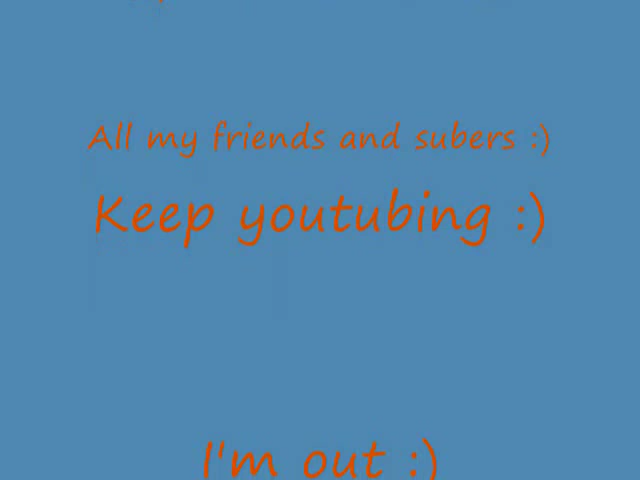 All my friends and subers :)
Keep youtubing :)
I'm out :)